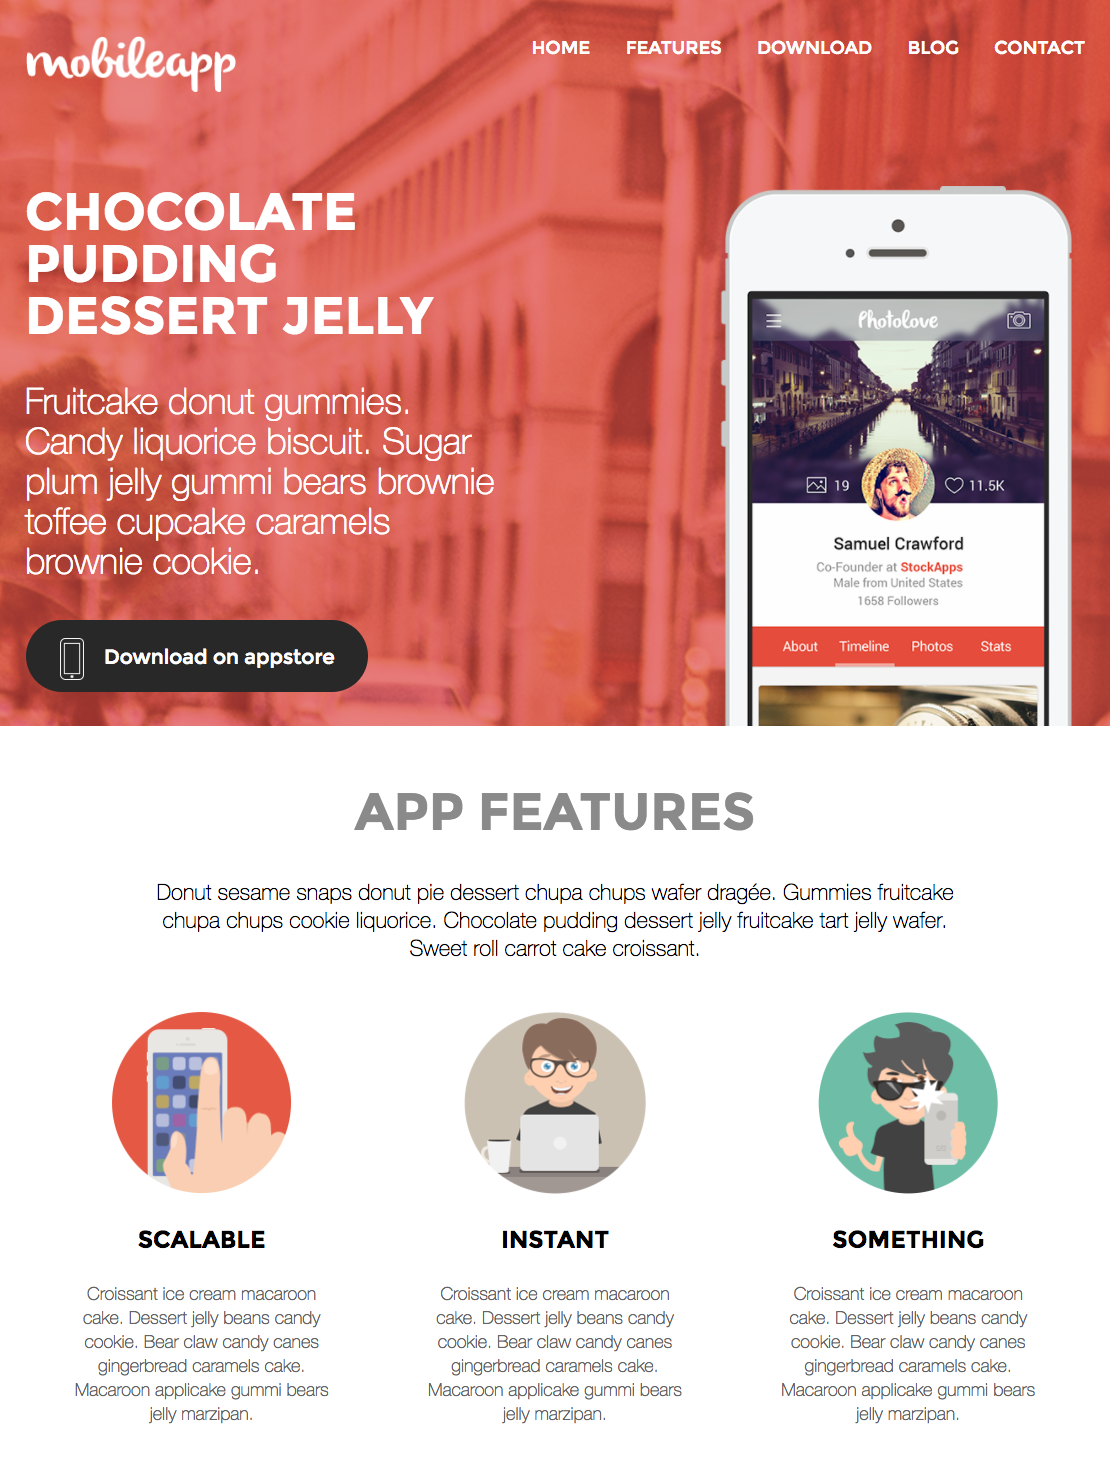 mobileapp
HOME FEATURES DOWNLOAD BLOG CONTACT
CHOCOLATE
PUDDING
DESSERT JELLY
Fruitcake donut gummies.
Candy liquorice biscuit. Sugar
plum jelly gummi bears brownie
toffee cupcake caramels
brownie cookie.
Download on appstore
Photolove
19
11.5K
Samuel Crawford
Co-Founder at StockApps
Male from United States
1658 Followers
About Timeline Photos Stats
APP FEATURES
Donut sesame snaps donut pie dessert chupa chups wafer dragée. Gummies fruitcake
chupa chups cookie liquorice. Chocolate pudding dessert jelly fruitcake tart jelly wafer.
Sweet roll carrot cake croissant.
SCALABLE
Croissant ice cream macaroon
cake. Dessert jelly beans candy
cookie. Bear claw candy canes
gingerbread caramels cake.
Macaroon applicake gummi bears
jelly marzipan.
INSTANT
Croissant ice cream macaroon
cake. Dessert jelly beans candy
cookie. Bear claw candy canes
gingerbread caramels cake.
Macaroon applicake gummi bears
jelly marzipan.
SOMETHING
Croissant ice cream macaroon
cake. Dessert jelly beans candy
cookie. Bear claw candy canes
gingerbread caramels cake.
Macaroon applicake gummi bears
jelly marzipan.